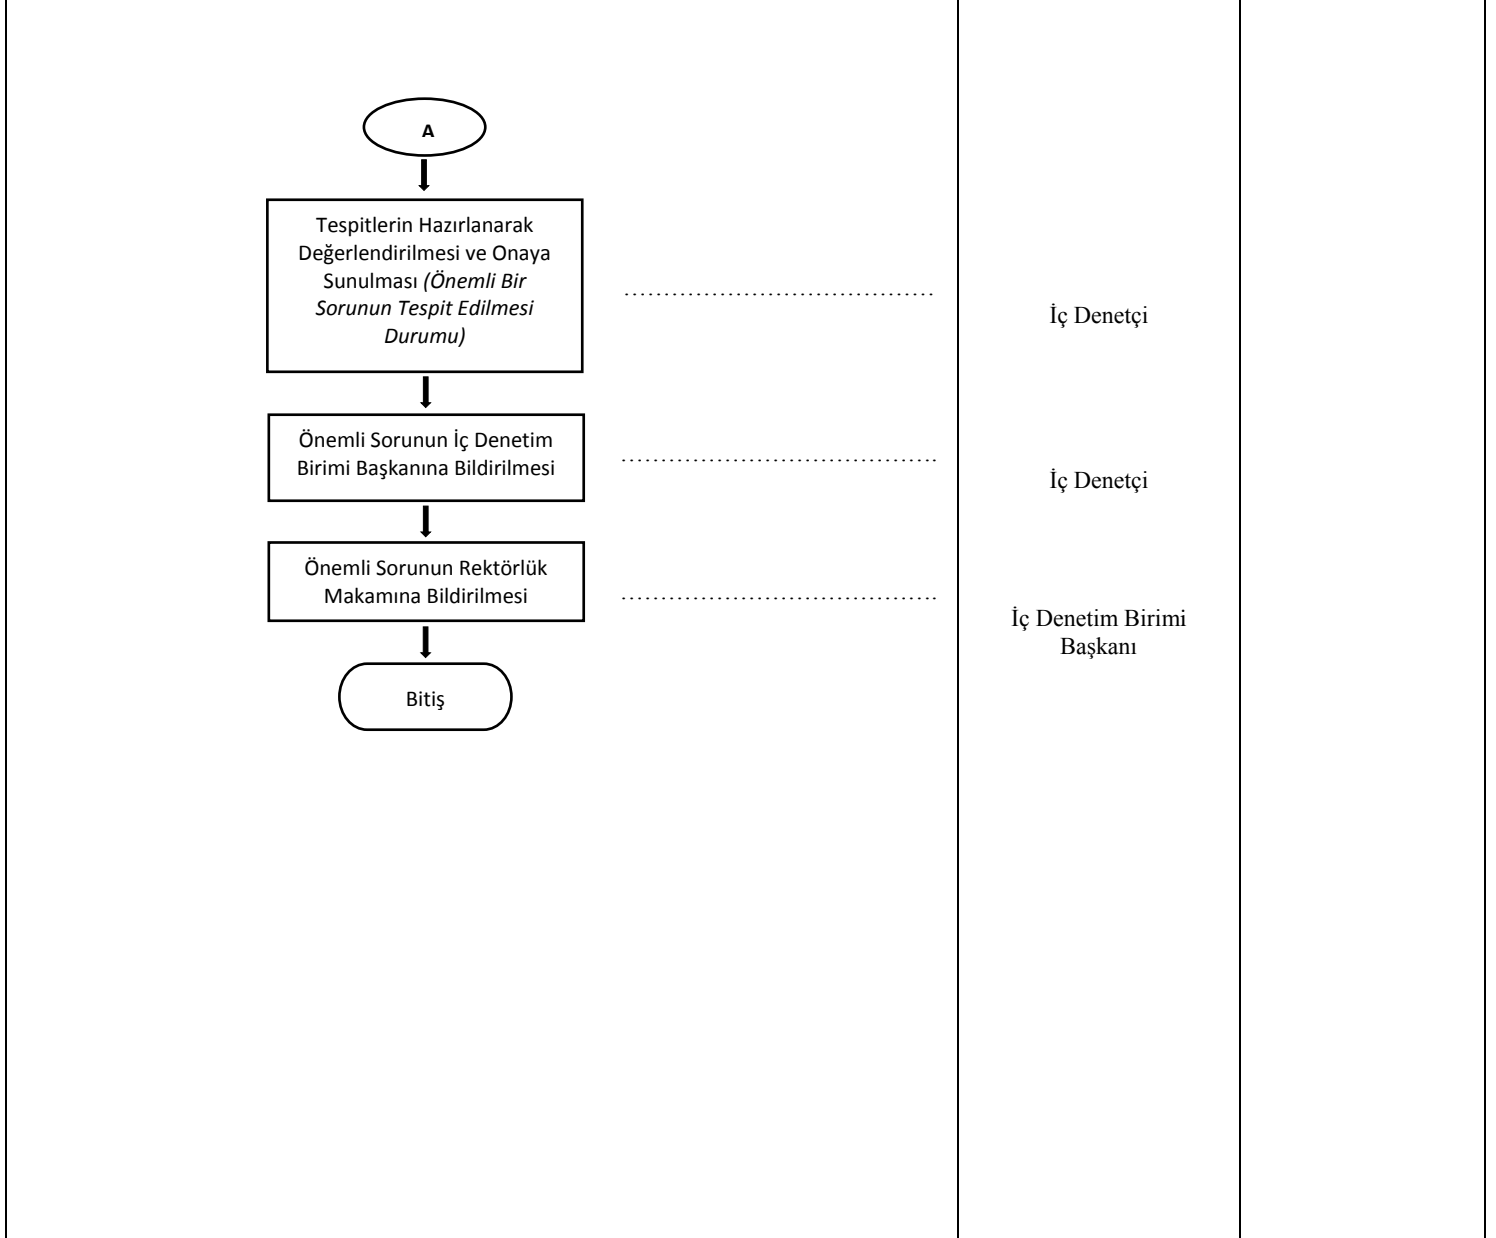 A
Tespitlerin Hazırlanarak
Değerlendirilmesi ve Onaya
Sunulması (Önemli Bir
Sorunun Tespit Edilmesi
Durumu)
İç Denetçi
Önemli Sorunun İç Denetim
Birimi Başkanına Bildirilmesi
İç Denetçi
Önemli Sorunun Rektörlük
Makamına Bildirilmesi
İç Denetim Birimi
Başkanı
Bitiş